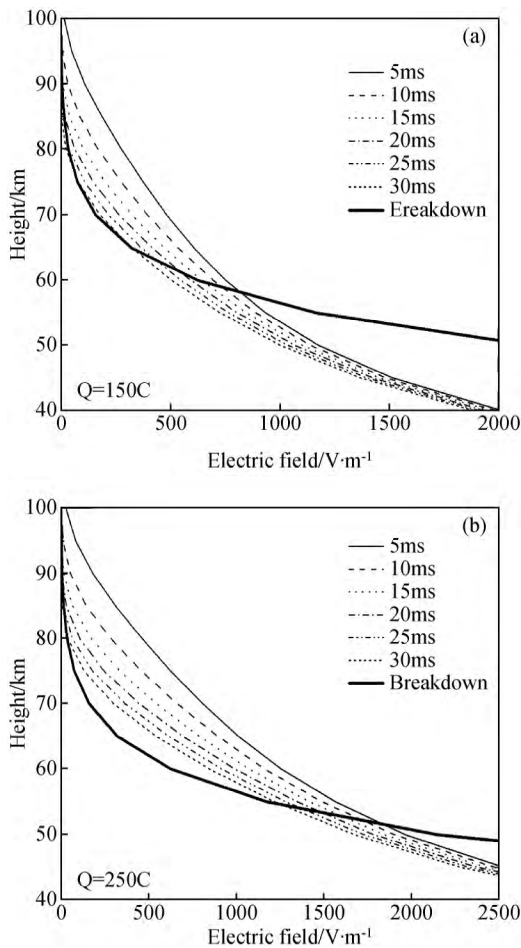 (a)
100
90
80
70
60
50
40
Height/km
5ms
10ms
15ms
20ms
25ms
30ms
Ereakdown
Q=150C
0
500
1000
1500
2000
Electric field/V·m-1
(b)
100
90
80
70
60
50
40
Height/km
5ms
10ms
15ms
20ms
25ms
30ms
Breakdown
Q=250C
0
500
1000
1500
2000
2500
Electric field/V·m-1